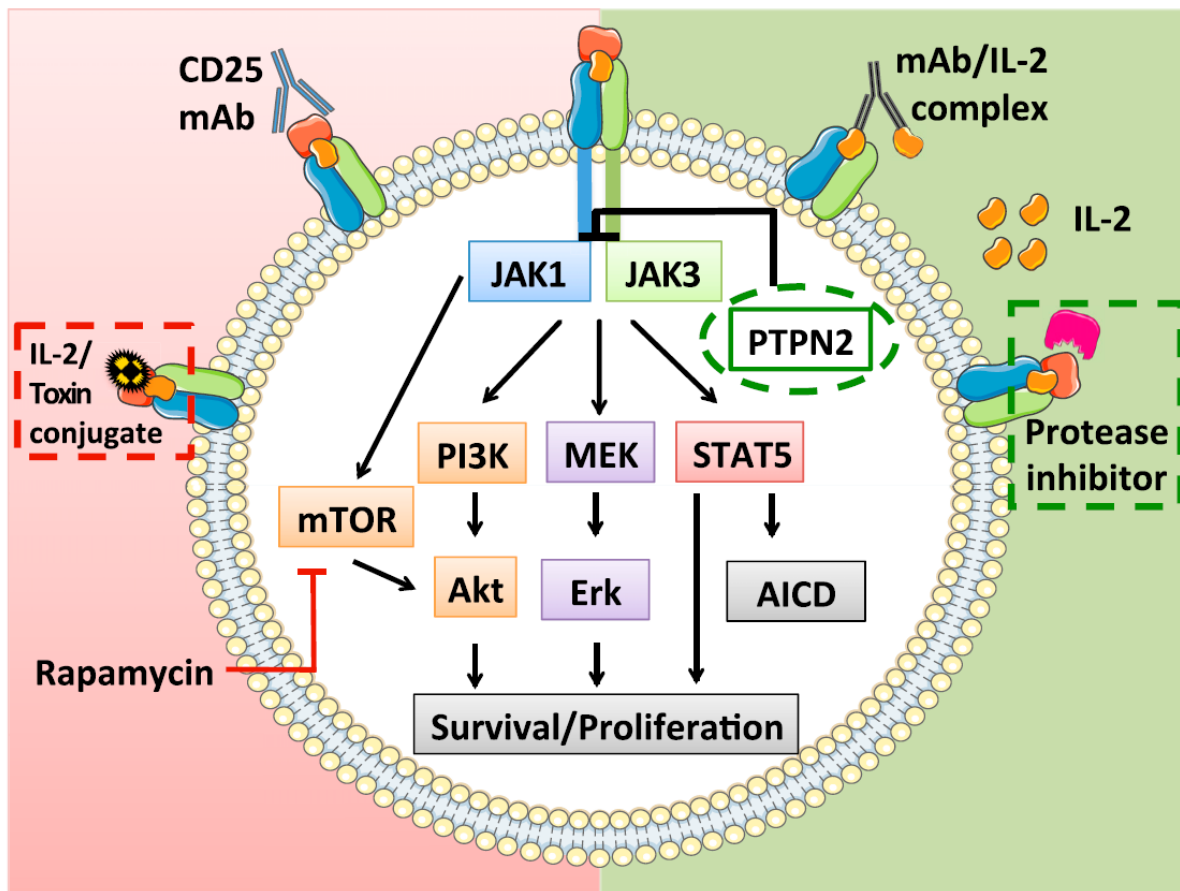 CD25
mAb
mAb/IL-2
complex
IL-2
JAK1
JAK3
PTPN2
IL-2/
Toxin
conjugate
Protease
inhibitor
PI3K
MEK
STAT5
mTOR
Akt
Erk
AICD
Rapamycin
Survival/Proliferation